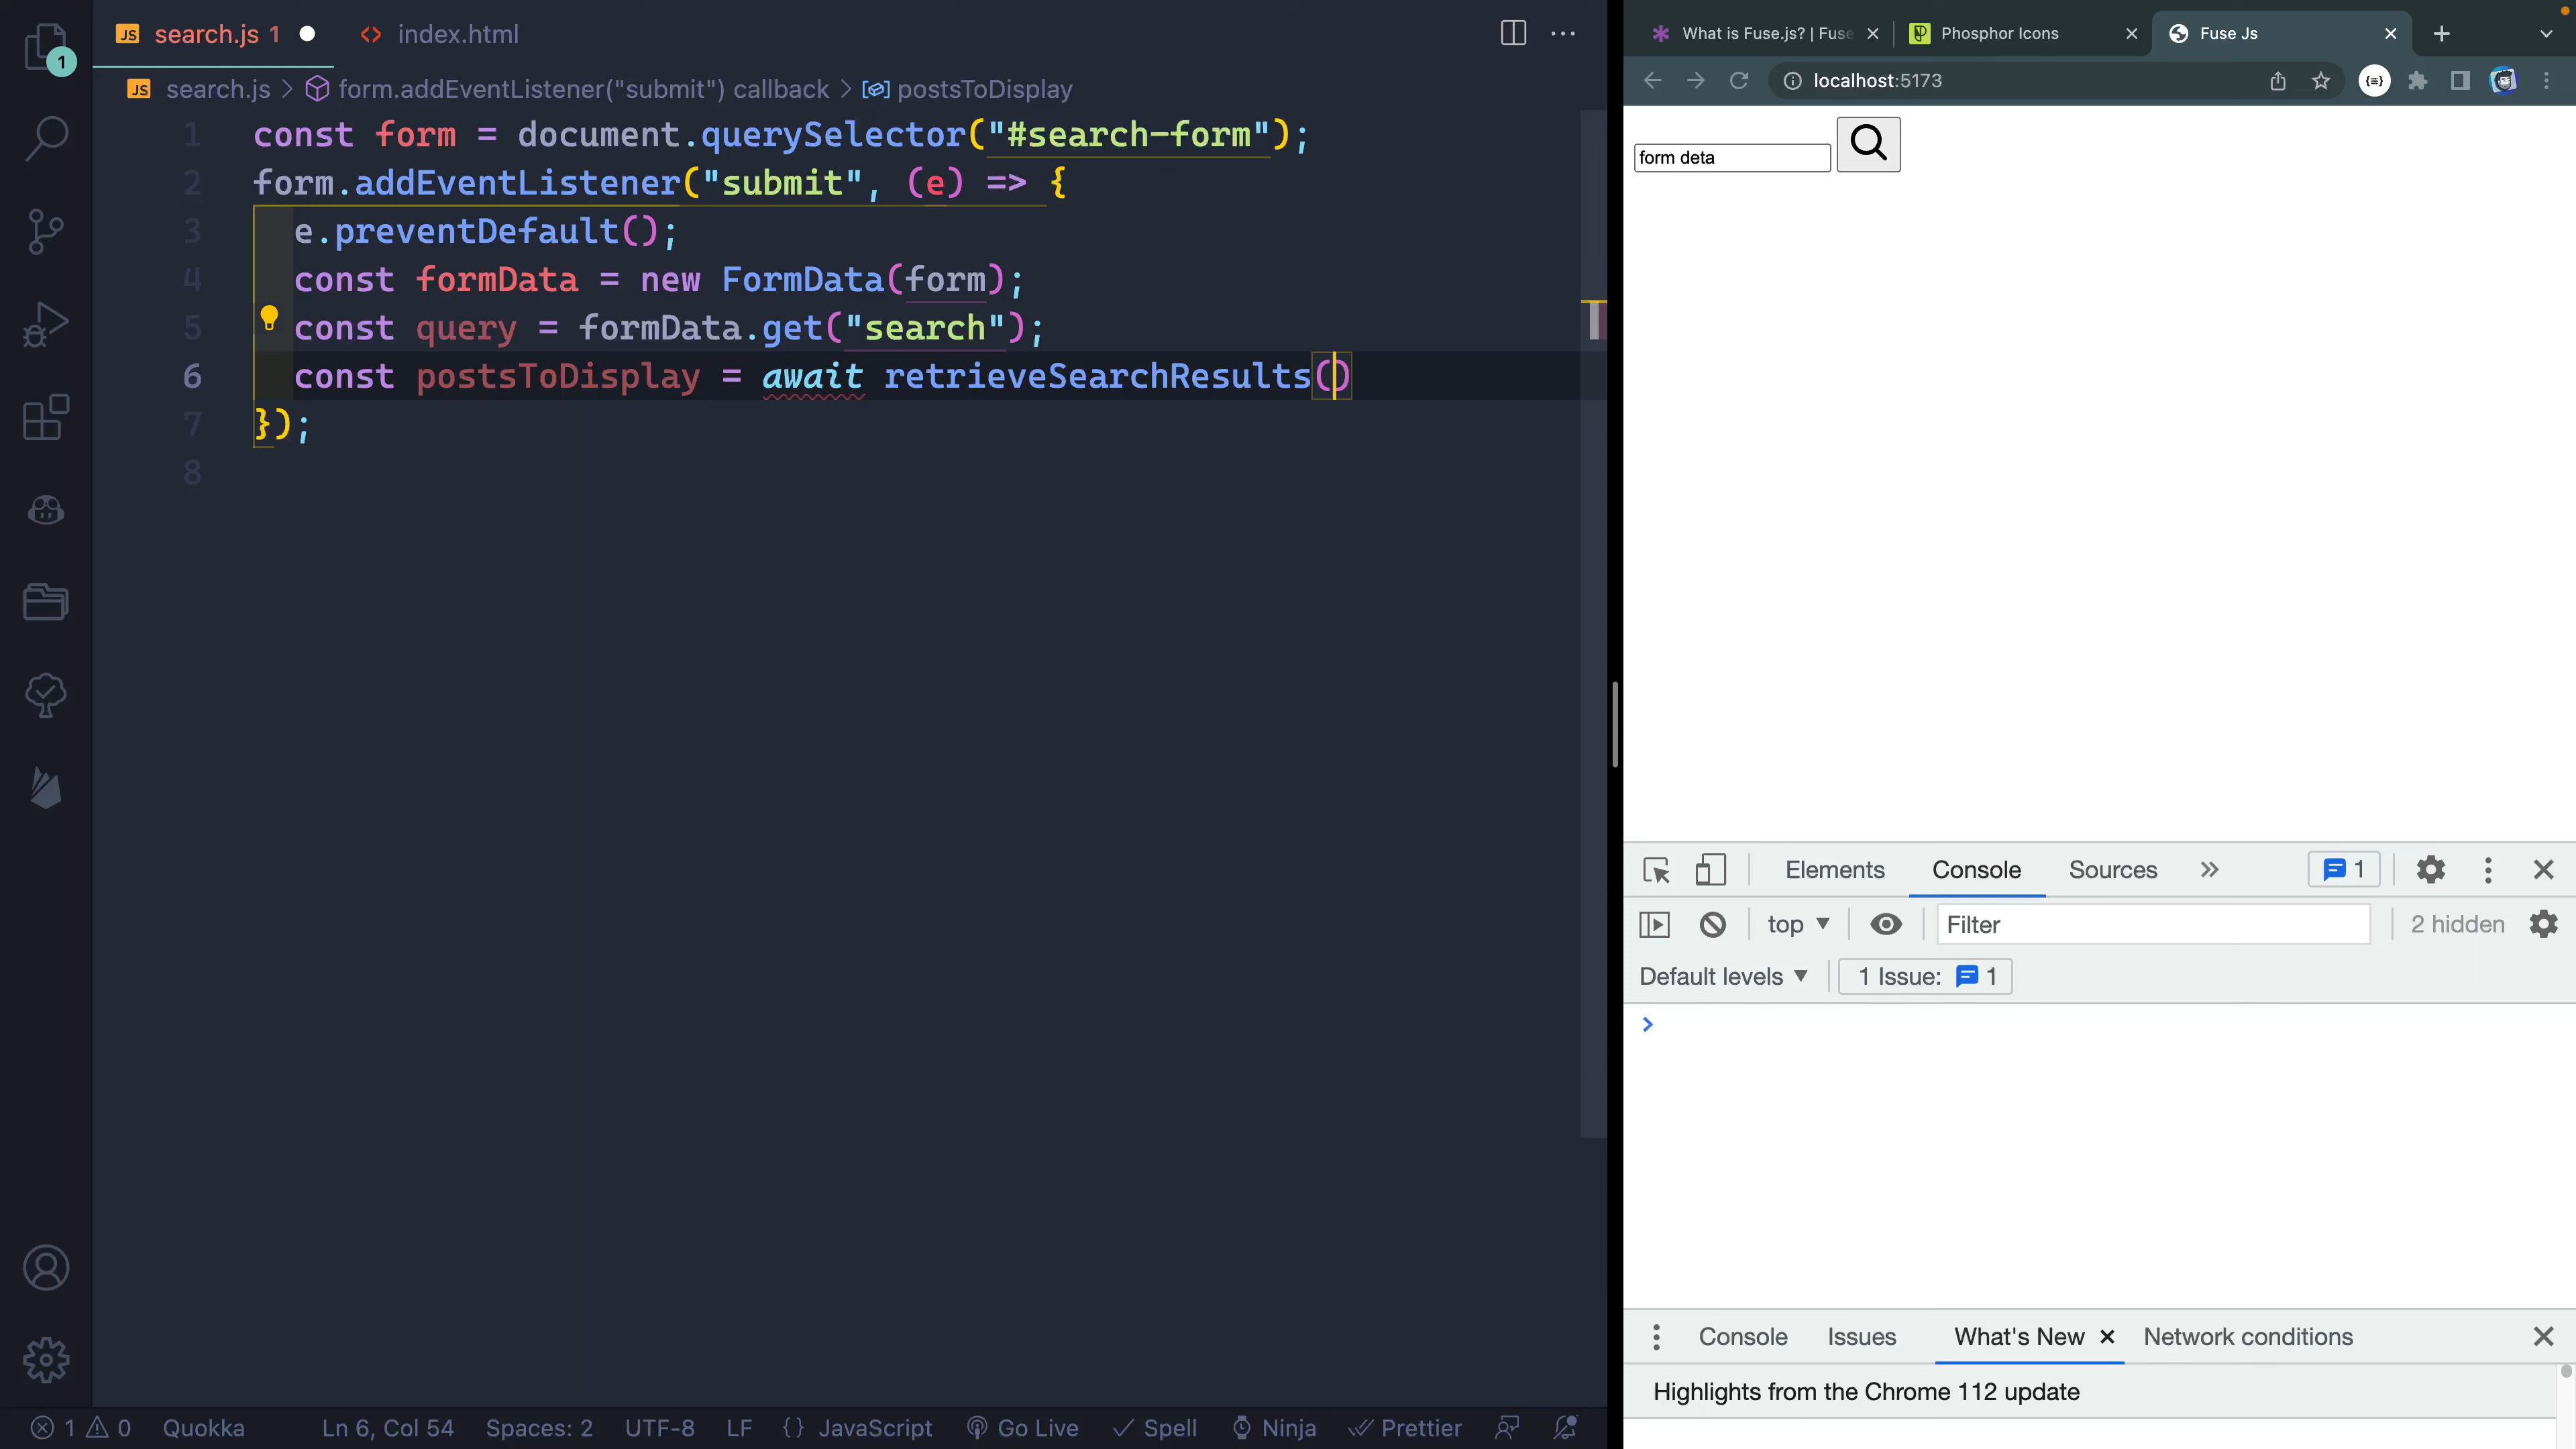 search.js 1
index.html
search.js > form.addEventListener("submit") callback > postsToDisplay
1 const form = document.querySelector("#search-form");
2 form.addEventListener("submit", (e) => {
3 e.preventDefault();
4 const formData = new FormData(form);
5 const query = formData.get("search");
6 const postsToDisplay = await retrieveSearchResults()
7 });
8
1
1 0 Quokka Ln 6, Col 54 Spaces: 2 UTF-8 LF {} JavaScript Go Live Spell Ninja Prettier
What is Fuse.js? | Fuse
Phosphor Icons
Fuse Js
localhost:5173
form deta
Elements Console Sources 1
top Filter 2 hidden
Default levels 1 Issue: 1
Console Issues What's New Network conditions
Highlights from the Chrome 112 update